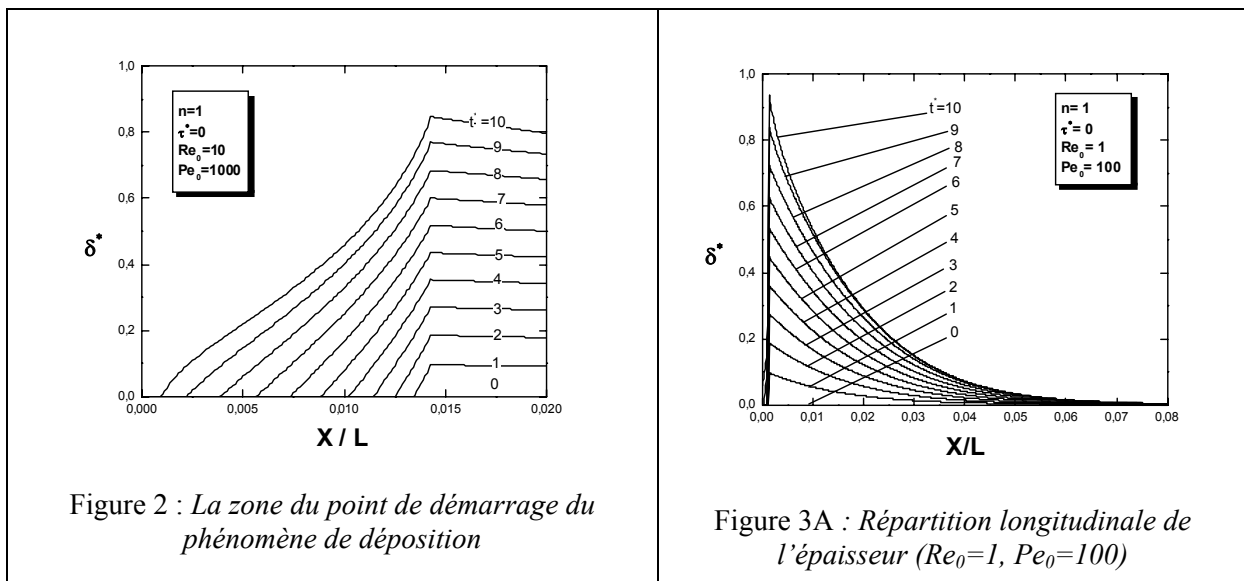 1,0
0,8
0,6
0,4
0,2
0,0
δ*
n=1
τ*=0
Re₀=10
Pe₀=1000
t*=10
9
8
7
6
5
4
3
2
1
0
0,000 0,005 0,010 0,015 0,020
X / L
Figure 2 : La zone du point de démarrage du
phénomène de déposition
1,0
0,8
0,6
0,4
0,2
0,0
δ*
t*=10
9
8
7
6
5
4
3
2
1
0
n= 1
τ*= 0
Re₀= 1
Pe₀= 100
0,00 0,01 0,02 0,03 0,04 0,05 0,06 0,07 0,08
X/L
Figure 3A : Répartition longitudinale de
l'épaisseur (Re₀=1, Pe₀=100)